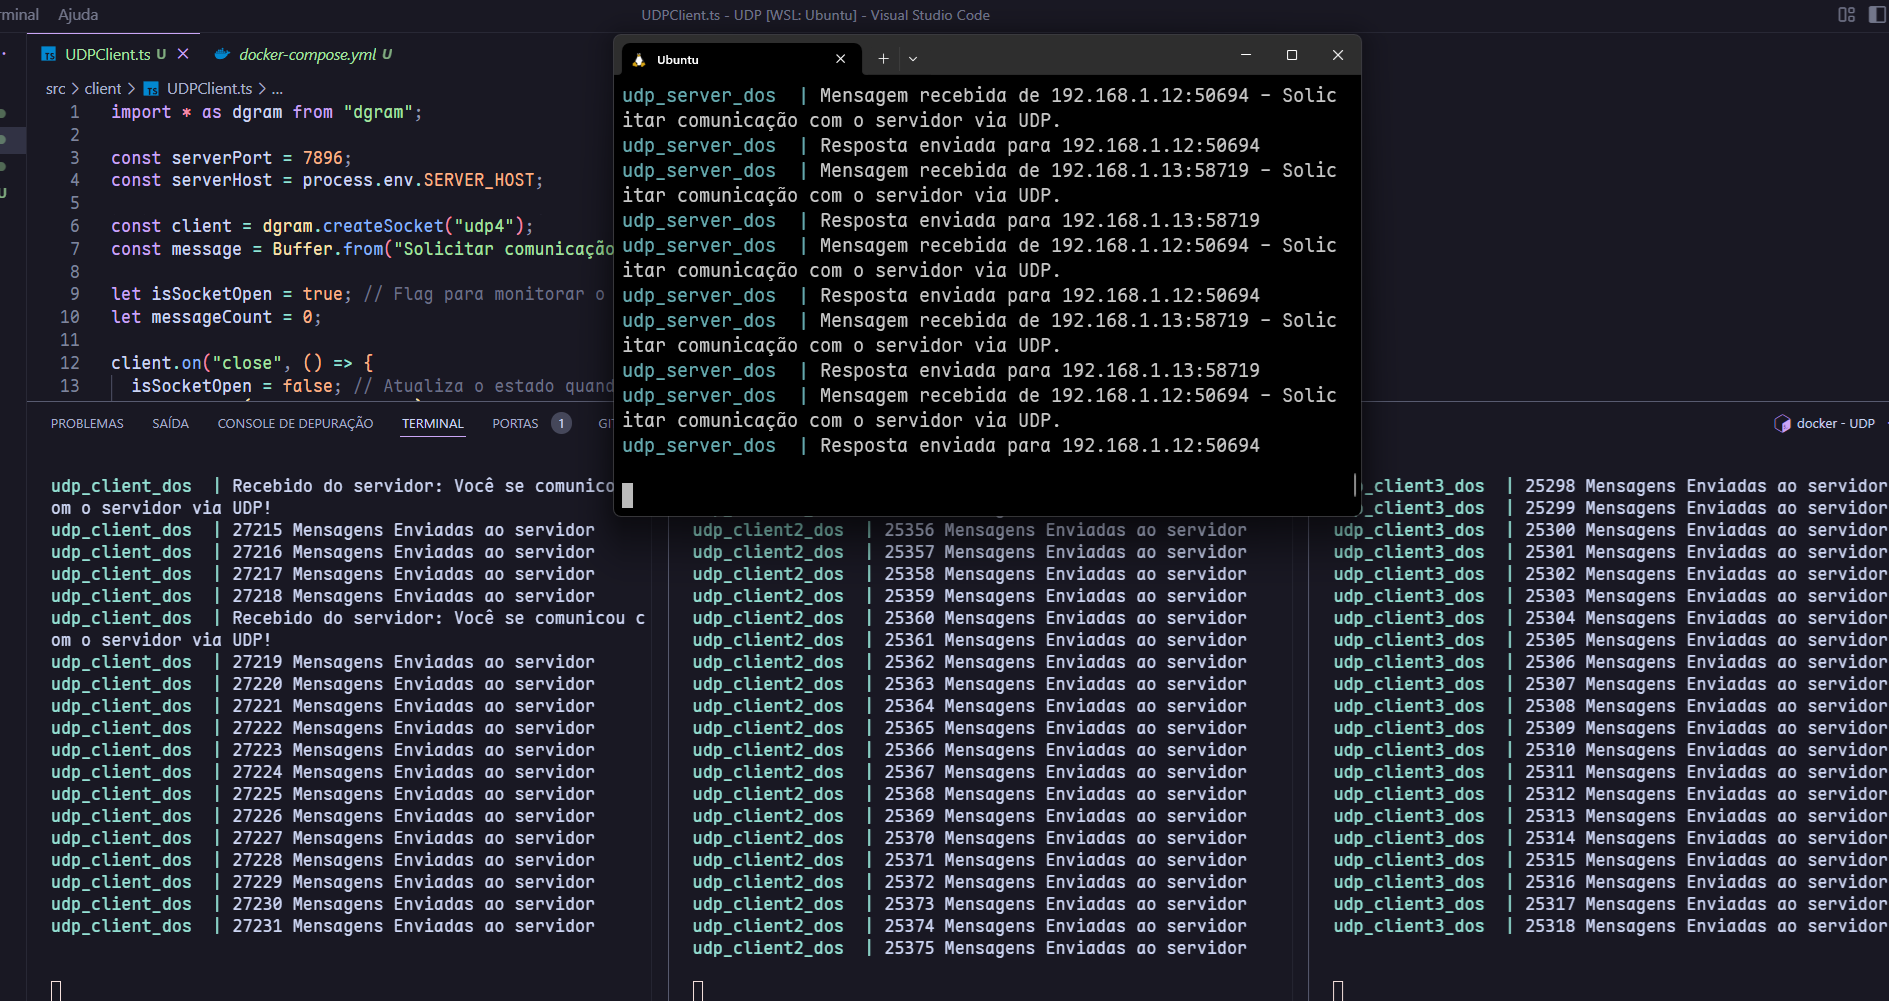 rminal Ajuda
UDPClient.ts - UDP [WSL: Ubuntu] - Visual Studio Code
UDPClient.ts U
docker-compose.yml U
src > client > TS UDPClient.ts > ...
1 import * as dgram from "dgram";
2
3 const serverPort = 7896;
4 const serverHost = process.env.SERVER_HOST;
5
6 const client = dgram.createSocket("udp4");
7 const message = Buffer.from("Solicitar comunicação
8
9 let isSocketOpen = true; // Flag para monitorar o
10 let messageCount = 0;
11
12 client.on("close", () => {
13 isSocketOpen = false; // Atualiza o estado quand
Ubuntu
udp_server_dos | Mensagem recebida de 192.168.1.12:50694 - Solic
itar comunicação com o servidor via UDP.
udp_server_dos | Resposta enviada para 192.168.1.12:50694
udp_server_dos | Mensagem recebida de 192.168.1.13:58719 - Solic
itar comunicação com o servidor via UDP.
udp_server_dos | Resposta enviada para 192.168.1.13:58719
udp_server_dos | Mensagem recebida de 192.168.1.12:50694 - Solic
itar comunicação com o servidor via UDP.
udp_server_dos | Resposta enviada para 192.168.1.12:50694
udp_server_dos | Mensagem recebida de 192.168.1.13:58719 - Solic
itar comunicação com o servidor via UDP.
udp_server_dos | Resposta enviada para 192.168.1.13:58719
udp_server_dos | Mensagem recebida de 192.168.1.12:50694 - Solic
itar comunicação com o servidor via UDP.
udp_server_dos | Resposta enviada para 192.168.1.12:50694
PROBLEMAS SAÍDA CONSOLE DE DEPURAÇÃO TERMINAL PORTAS 1 GI
docker - UDP
udp_client_dos | Recebido do servidor: Você se comunico
om o servidor via UDP!
udp_client_dos | 27215 Mensagens Enviadas ao servidor
udp_client_dos | 27216 Mensagens Enviadas ao servidor
udp_client_dos | 27217 Mensagens Enviadas ao servidor
udp_client_dos | 27218 Mensagens Enviadas ao servidor
udp_client_dos | Recebido do servidor: Você se comunicou c
om o servidor via UDP!
udp_client_dos | 27219 Mensagens Enviadas ao servidor
udp_client_dos | 27220 Mensagens Enviadas ao servidor
udp_client_dos | 27221 Mensagens Enviadas ao servidor
udp_client_dos | 27222 Mensagens Enviadas ao servidor
udp_client_dos | 27223 Mensagens Enviadas ao servidor
udp_client_dos | 27224 Mensagens Enviadas ao servidor
udp_client_dos | 27225 Mensagens Enviadas ao servidor
udp_client_dos | 27226 Mensagens Enviadas ao servidor
udp_client_dos | 27227 Mensagens Enviadas ao servidor
udp_client_dos | 27228 Mensagens Enviadas ao servidor
udp_client_dos | 27229 Mensagens Enviadas ao servidor
udp_client_dos | 27230 Mensagens Enviadas ao servidor
udp_client_dos | 27231 Mensagens Enviadas ao servidor
udp_client2_dos | 25356 Mensagens Enviadas ao servidor
udp_client2_dos | 25357 Mensagens Enviadas ao servidor
udp_client2_dos | 25358 Mensagens Enviadas ao servidor
udp_client2_dos | 25359 Mensagens Enviadas ao servidor
udp_client2_dos | 25360 Mensagens Enviadas ao servidor
udp_client2_dos | 25361 Mensagens Enviadas ao servidor
udp_client2_dos | 25362 Mensagens Enviadas ao servidor
udp_client2_dos | 25363 Mensagens Enviadas ao servidor
udp_client2_dos | 25364 Mensagens Enviadas ao servidor
udp_client2_dos | 25365 Mensagens Enviadas ao servidor
udp_client2_dos | 25366 Mensagens Enviadas ao servidor
udp_client2_dos | 25367 Mensagens Enviadas ao servidor
udp_client2_dos | 25368 Mensagens Enviadas ao servidor
udp_client2_dos | 25369 Mensagens Enviadas ao servidor
udp_client2_dos | 25370 Mensagens Enviadas ao servidor
udp_client2_dos | 25371 Mensagens Enviadas ao servidor
udp_client2_dos | 25372 Mensagens Enviadas ao servidor
udp_client2_dos | 25373 Mensagens Enviadas ao servidor
udp_client2_dos | 25374 Mensagens Enviadas ao servidor
udp_client2_dos | 25375 Mensagens Enviadas ao servidor
p_client3_dos | 25298 Mensagens Enviadas ao servidor
p_client3_dos | 25299 Mensagens Enviadas ao servidor
udp_client3_dos | 25300 Mensagens Enviadas ao servidor
udp_client3_dos | 25301 Mensagens Enviadas ao servidor
udp_client3_dos | 25302 Mensagens Enviadas ao servidor
udp_client3_dos | 25303 Mensagens Enviadas ao servidor
udp_client3_dos | 25304 Mensagens Enviadas ao servidor
udp_client3_dos | 25305 Mensagens Enviadas ao servidor
udp_client3_dos | 25306 Mensagens Enviadas ao servidor
udp_client3_dos | 25307 Mensagens Enviadas ao servidor
udp_client3_dos | 25308 Mensagens Enviadas ao servidor
udp_client3_dos | 25309 Mensagens Enviadas ao servidor
udp_client3_dos | 25310 Mensagens Enviadas ao servidor
udp_client3_dos | 25311 Mensagens Enviadas ao servidor
udp_client3_dos | 25312 Mensagens Enviadas ao servidor
udp_client3_dos | 25313 Mensagens Enviadas ao servidor
udp_client3_dos | 25314 Mensagens Enviadas ao servidor
udp_client3_dos | 25315 Mensagens Enviadas ao servidor
udp_client3_dos | 25316 Mensagens Enviadas ao servidor
udp_client3_dos | 25317 Mensagens Enviadas ao servidor
udp_client3_dos | 25318 Mensagens Enviadas ao servidor